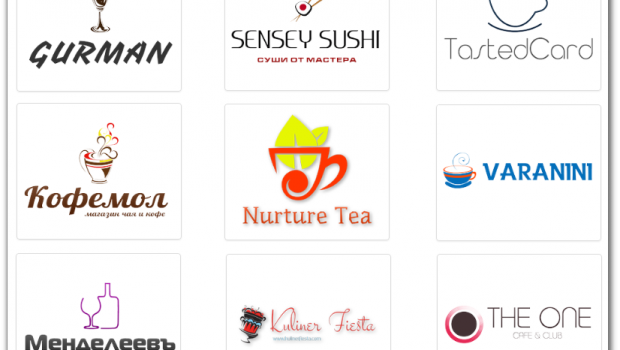 GURMAN
SENSEY SUSHI
СУШИ ОТ МАСТЕРА
TastedCard
Кофемол
магазин чая и кофе
Nurture Tea
VARANINI
Менделеевъ
Kuliner Fiesta
THE ONE
CAFE & CLUB